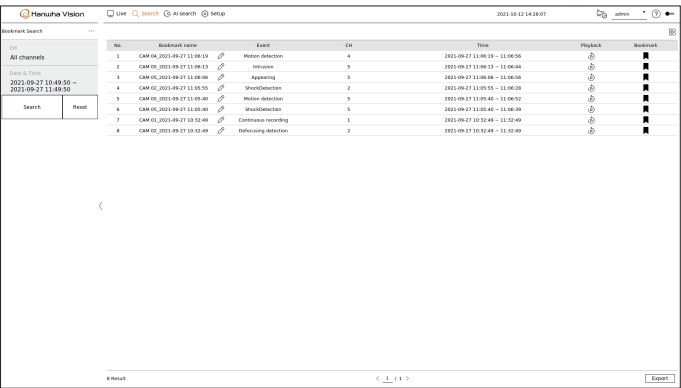 Hanwha Vision
Live Search AI search Setup
2021-10-12 14:28:07
admin ?
Bookmark Search ...
CH
All channels
Date & Time
2021-09-27 10:49:50 ~
2021-09-27 11:49:50
Search Reset
No. Bookmark name Event CH Time Playback Bookmark
1 CAM 04_2021-09-27 11:06:19 Motion detection 4 2021-09-27 11:06:19 ~ 11:06:56
2 CAM 05_2021-09-27 11:06:13 Intrusion 5 2021-09-27 11:06:13 ~ 11:06:44
3 CAM 05_2021-09-27 11:06:06 Appearing 5 2021-09-27 11:06:06 ~ 11:06:56
4 CAM 02_2021-09-27 11:05:55 ShockDetection 2 2021-09-27 11:05:55 ~ 11:06:28
5 CAM 05_2021-09-27 11:05:40 Motion detection 5 2021-09-27 11:05:40 ~ 11:06:52
6 CAM 05_2021-09-27 11:05:40 ShockDetection 5 2021-09-27 11:05:40 ~ 11:06:39
7 CAM 01_2021-09-27 10:32:49 Continuous recording 1 2021-09-27 10:32:49 ~ 11:32:49
8 CAM 02_2021-09-27 10:32:49 Defocusing detection 2 2021-09-27 10:32:49 ~ 11:32:49
8 Result
< 1 / 1 >
Export